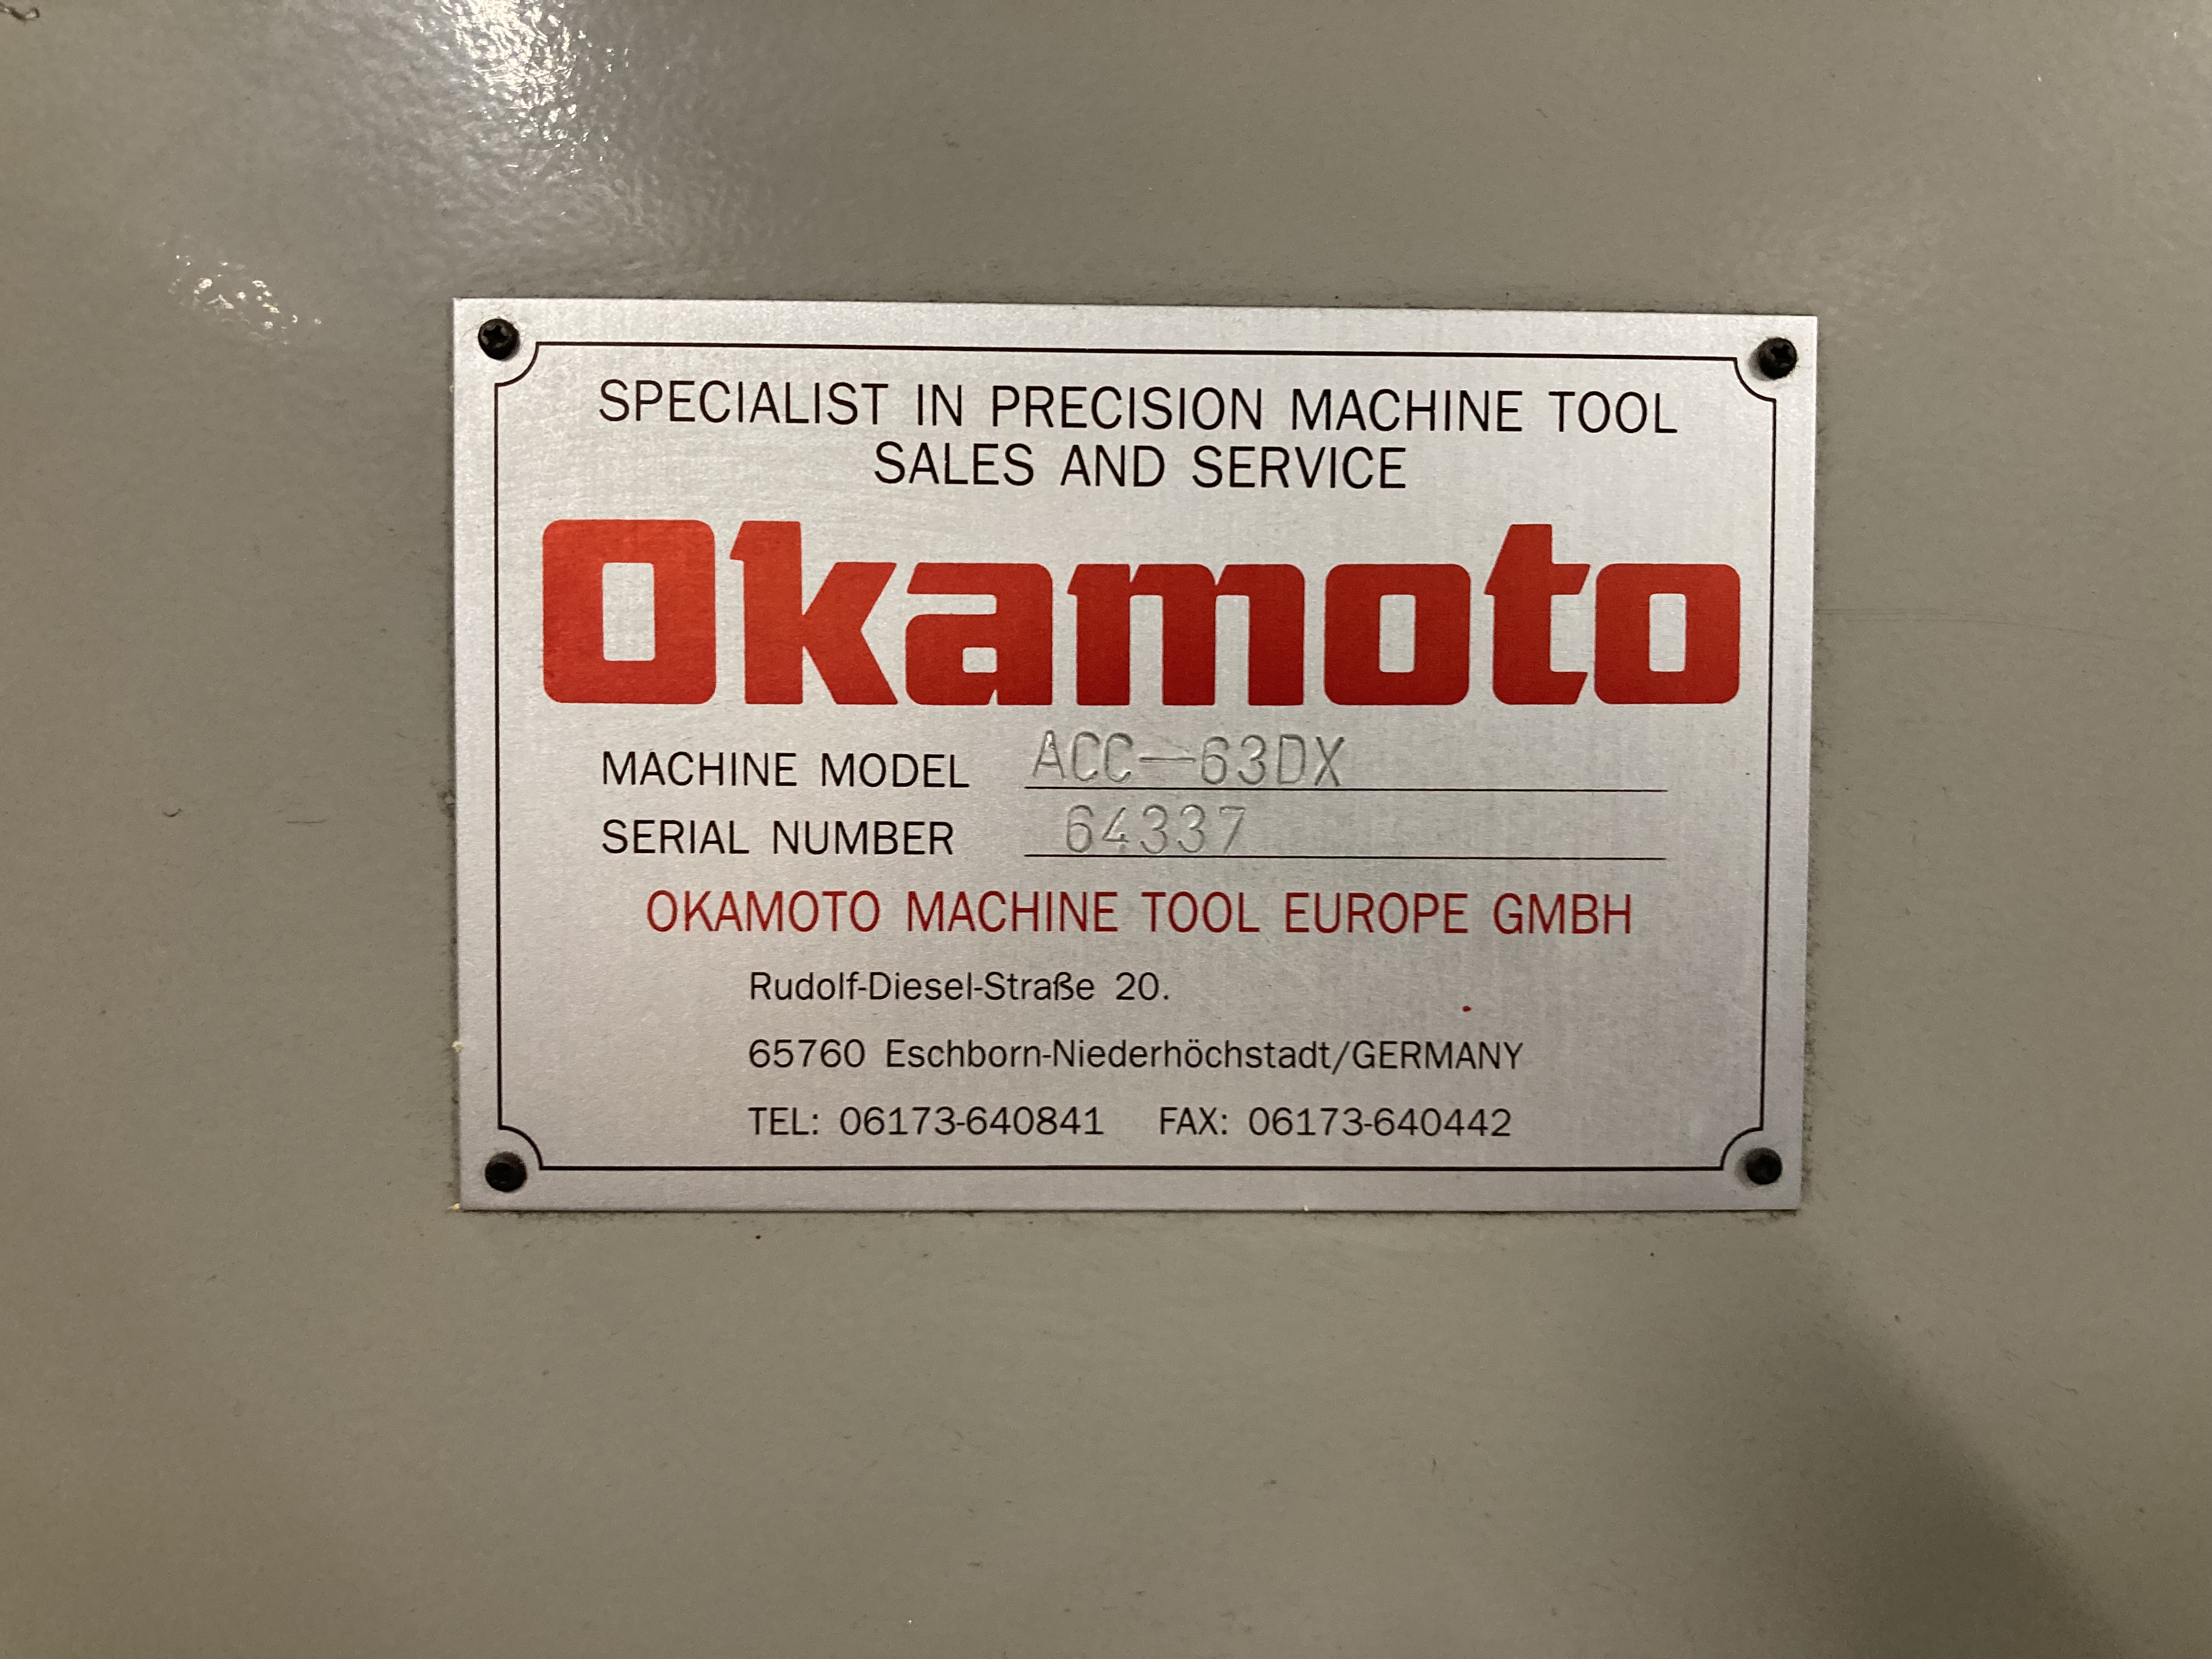 SPECIALIST IN PRECISION MACHINE TOOL
SALES AND SERVICE
Okamoto
MACHINE MODEL ACC-63DX
SERIAL NUMBER 64337
OKAMOTO MACHINE TOOL EUROPE GMBH
Rudolf-Diesel-Straße 20.
65760 Eschborn-Niederhöchstadt/GERMANY
TEL: 06173-640841 FAX: 06173-640442